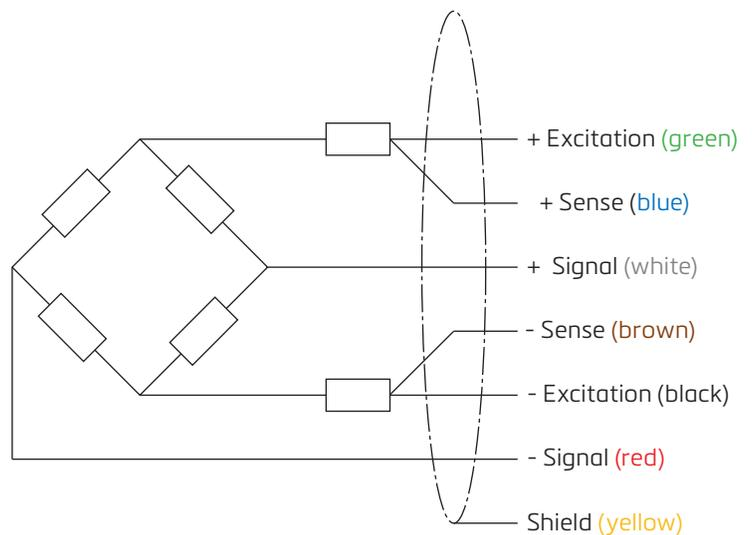 + Excitation (green)
+ Sense (blue)
+ Signal (white)
- Sense (brown)
- Excitation (black)
- Signal (red)
Shield (yellow)